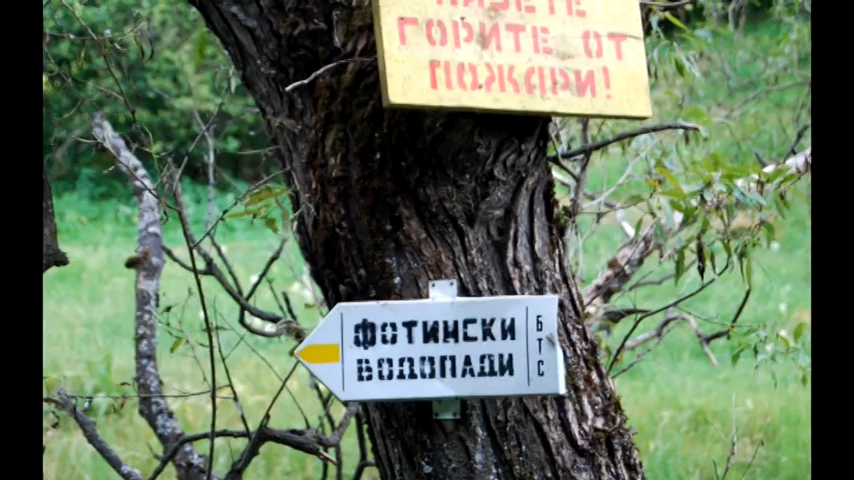 ГОРИТЕ ОТ
ПОЖАРИ!
ФОТИНСКИ
ВОДОПАДИ
БТС